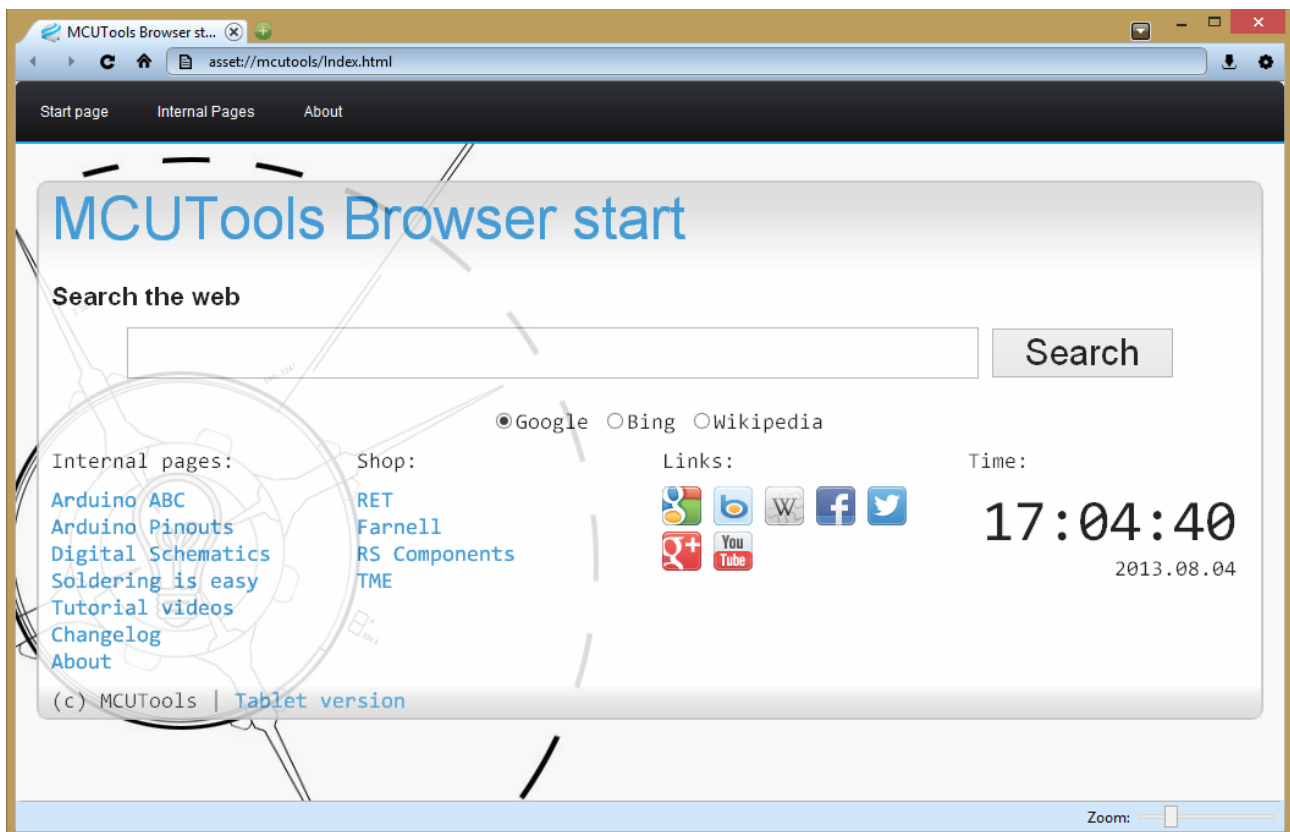 MCUTools Browser st...
asset://mcutools/Index.html
Start page Internal Pages About
MCUTools Browser start
Search the web
Search
Google Bing Wikipedia
Internal pages: Shop: Links: Time:
Arduino ABC RET
Arduino Pinouts Farnell
Digital Schematics RS Components
Soldering is easy TME
Tutorial videos
Changelog
About
W
f
g+ You Tube
17:04:40
2013.08.04
(c) MCUTools | Tablet version
Zoom: